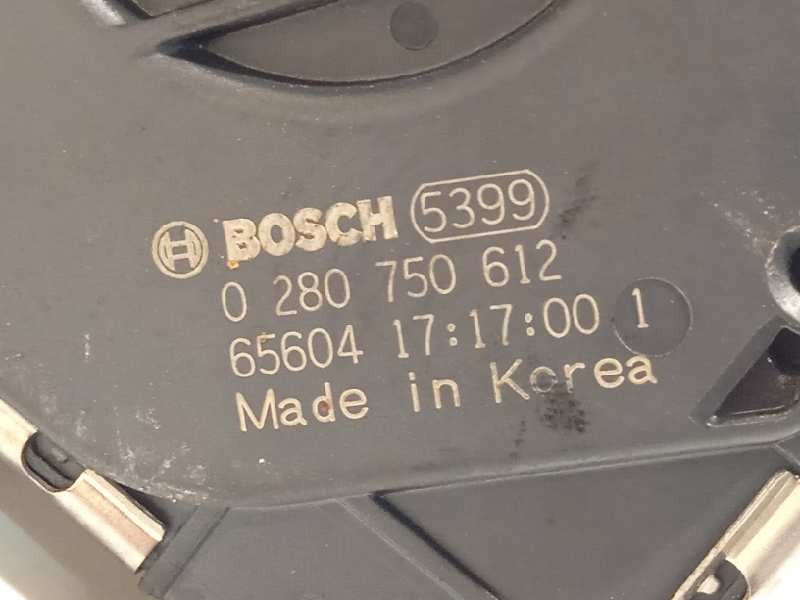 BOSCH 5399
0 280 750 612
65604 17:17:00 1
Made in Korea